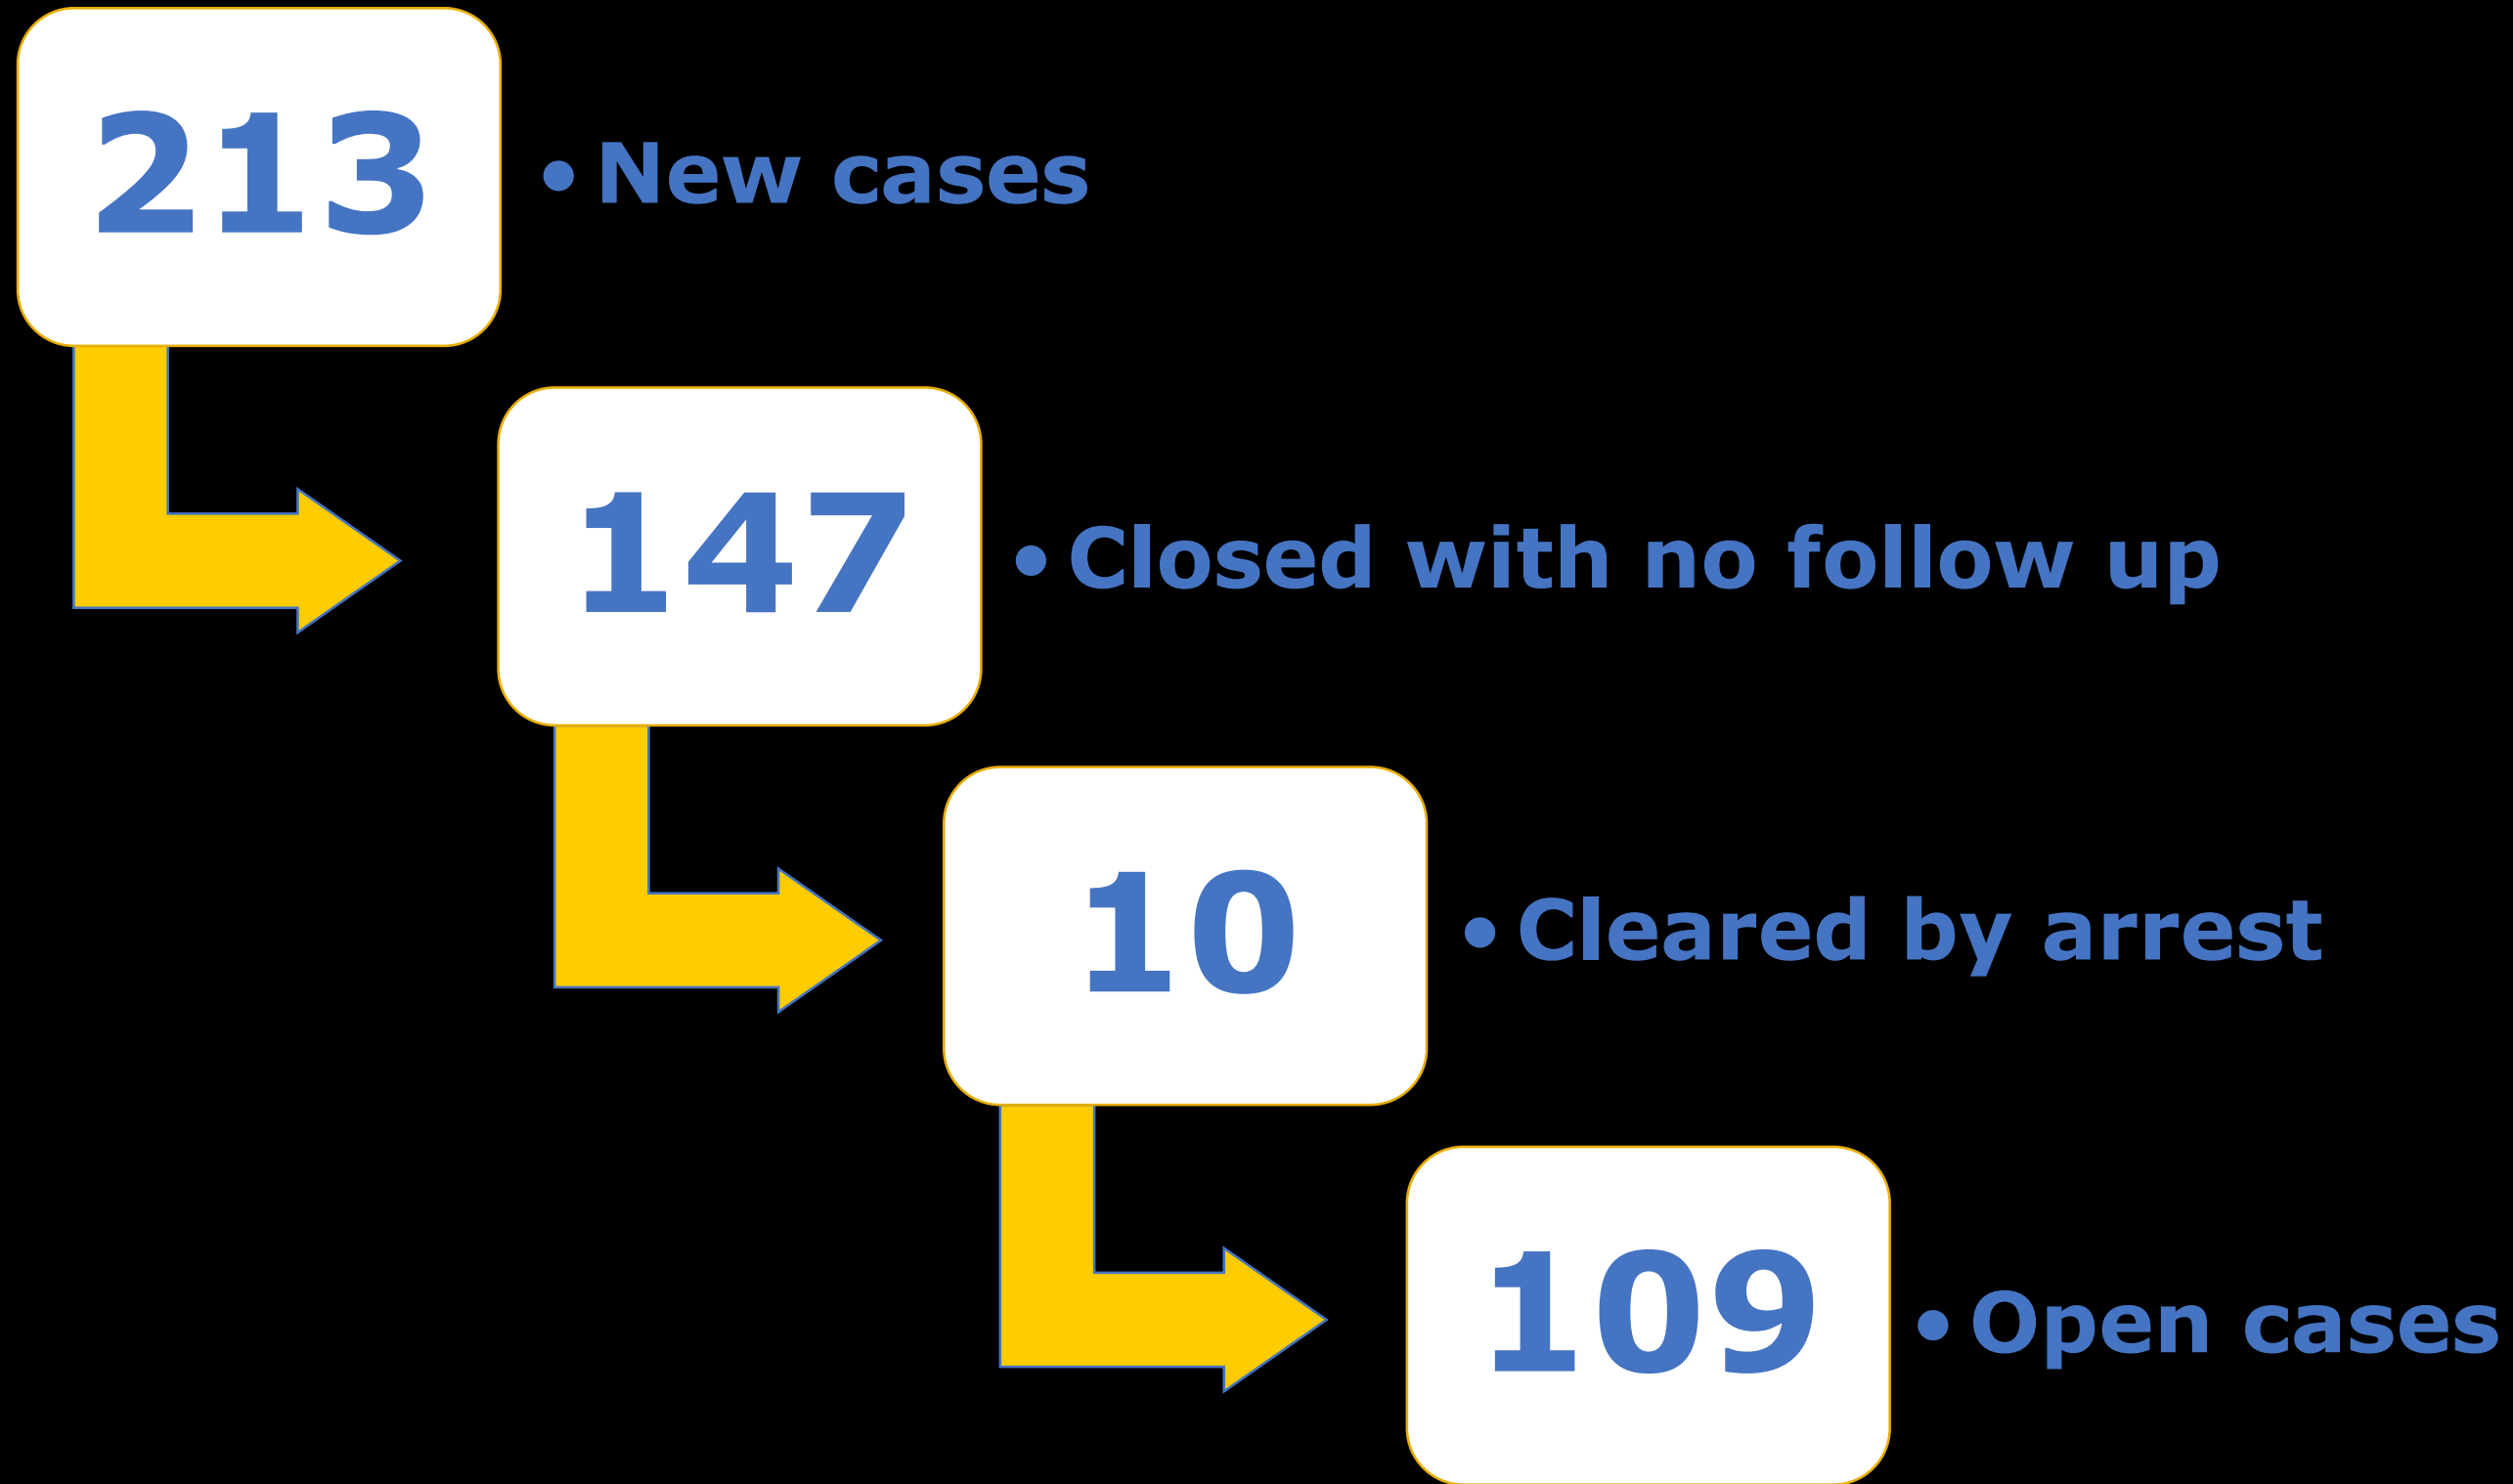 213
• New cases
147
• Closed with no follow up
10
• Cleared by arrest
109
• Open cases